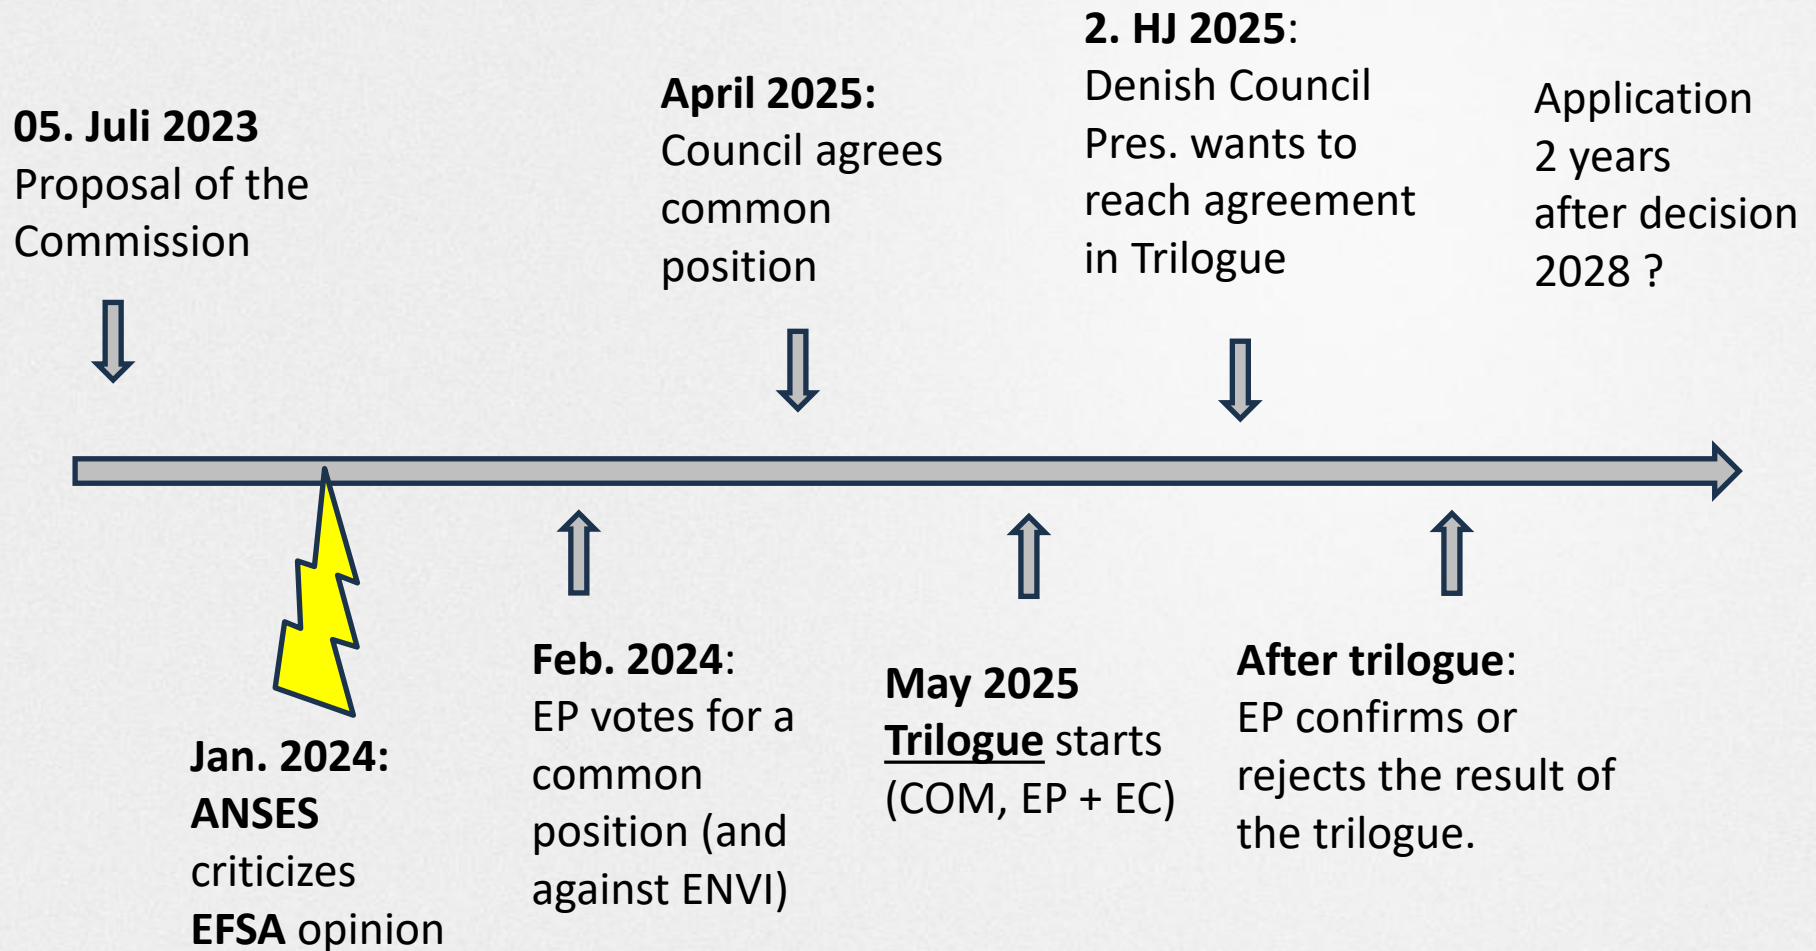 05. Juli 2023
Proposal of the
Commission
April 2025:
Council agrees
common
position
2. HJ 2025:
Denish Council
Pres. wants to
reach agreement
in Trilogue
Application
2 years
after decision
2028 ?
Jan. 2024:
ANSES
criticizes
EFSA opinion
Feb. 2024:
EP votes for a
common
position (and
against ENVI)
May 2025
Trilogue starts
(COM, EP + EC)
After trilogue:
EP confirms or
rejects the result of
the trilogue.